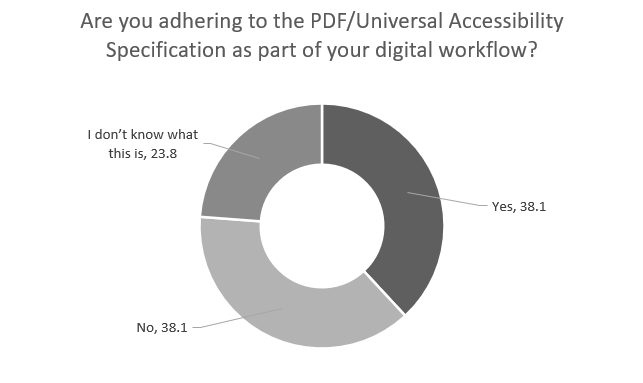 Are you adhering to the PDF/Universal Accessibility
Specification as part of your digital workflow?
I don’t know what
this is, 23.8
Yes, 38.1
No, 38.1